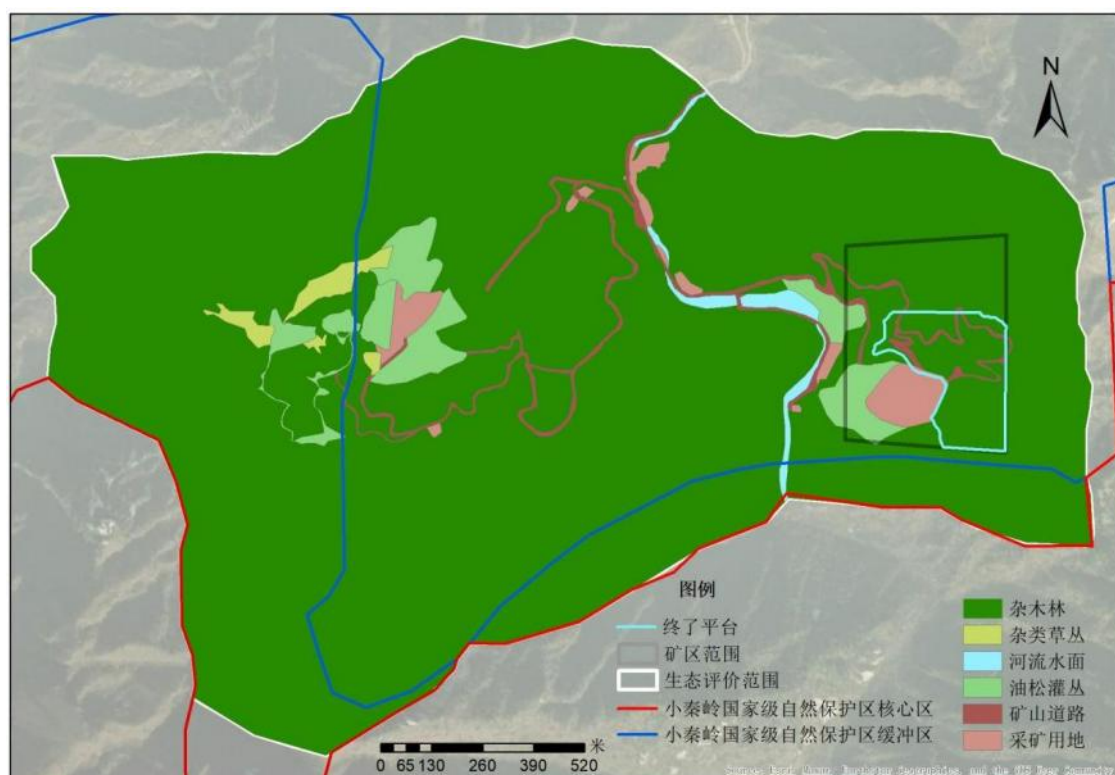 N
图例
终了平台
矿区范围
生态评价范围
小秦岭国家级自然保护区核心区
小秦岭国家级自然保护区缓冲区
杂木林
杂类草丛
河流水面
油松灌丛
矿山道路
采矿用地
米
0 65 130 260 390 520